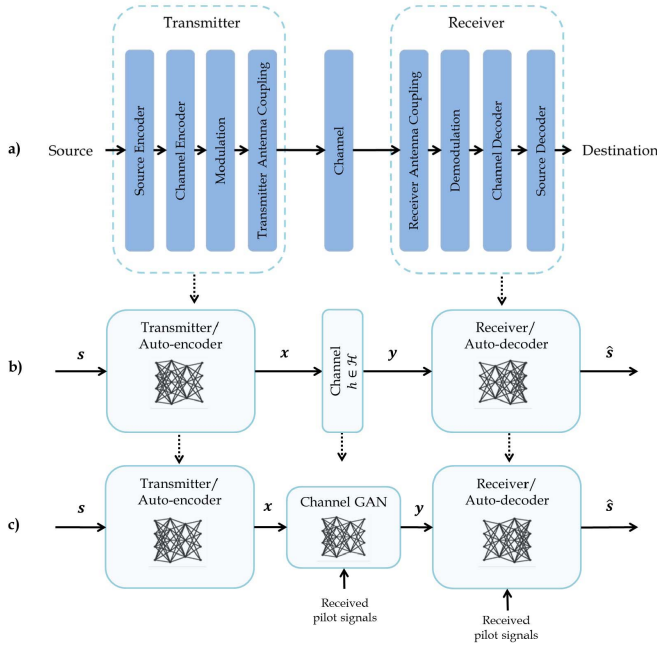 Transmitter
Receiver
a)
Source
Source Encoder
Channel Encoder
Modulation
Transmitter Antenna Coupling
Channel
Receiver Antenna Coupling
Demodulation
Channel Decoder
Source Decoder
Destination
b)
s
Transmitter/
Auto-encoder
x
Channel
h ∈ ℋ
y
Receiver/
Auto-decoder
ŝ
c)
s
Transmitter/
Auto-encoder
x
Channel GAN
y
Receiver/
Auto-decoder
ŝ
Received
pilot signals
Received
pilot signals